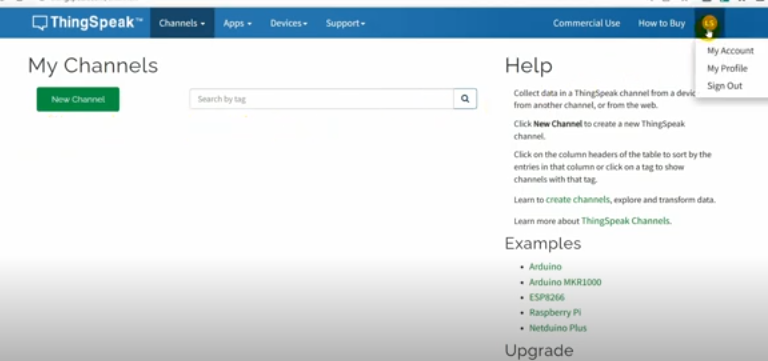 ThingSpeak™
Channels
Apps
Devices
Support
Commercial Use
How to Buy
LS
My Account
My Profile
Sign Out
My Channels
New Channel
Search by tag
Help
Collect data in a ThingSpeak channel from a devic
from another channel, or from the web.
Click New Channel to create a new ThingSpeak
channel.
Click on the column headers of the table to sort by the
entries in that column or click on a tag to show
channels with that tag.
Learn to create channels, explore and transform data.
Learn more about ThingSpeak Channels.
Examples
• Arduino
• Arduino MKR1000
• ESP8266
• Raspberry Pi
• Netduino Plus
Upgrade